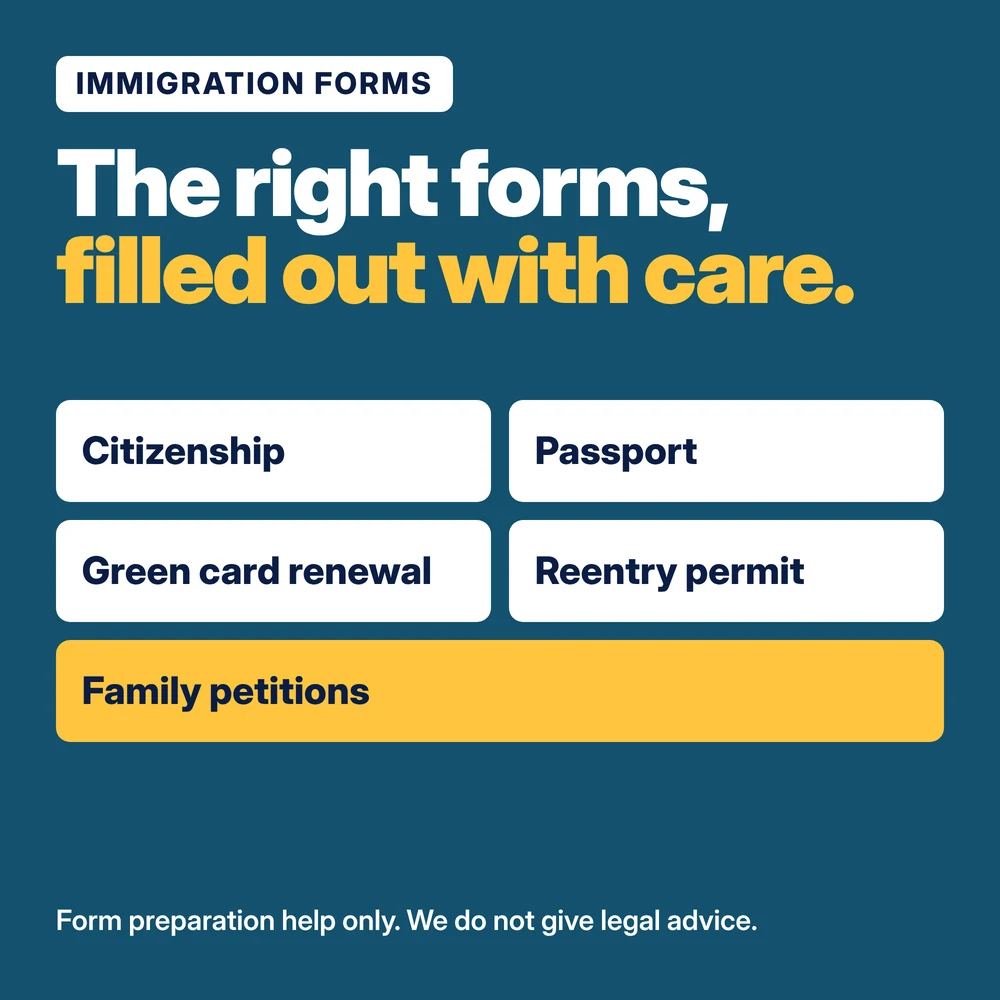 IMMIGRATION FORMS
The right forms,
filled out with care.
Citizenship
Passport
Green card renewal
Reentry permit
Family petitions
Form preparation help only. We do not give legal advice.